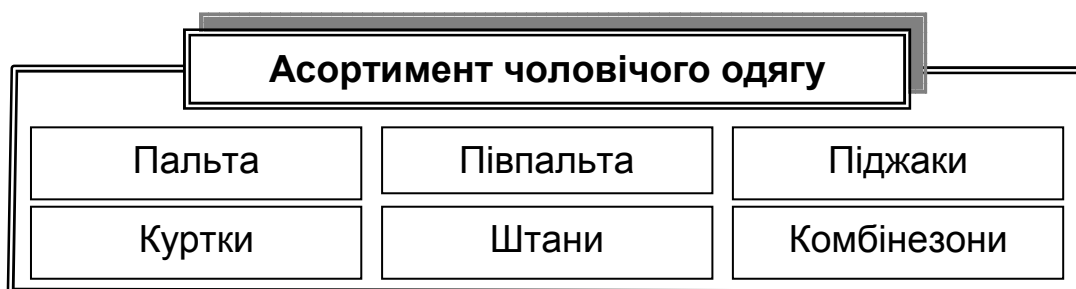 Асортимент чоловічого одягу
Пальта Півпальта Піджаки
Куртки Штани Комбінезони